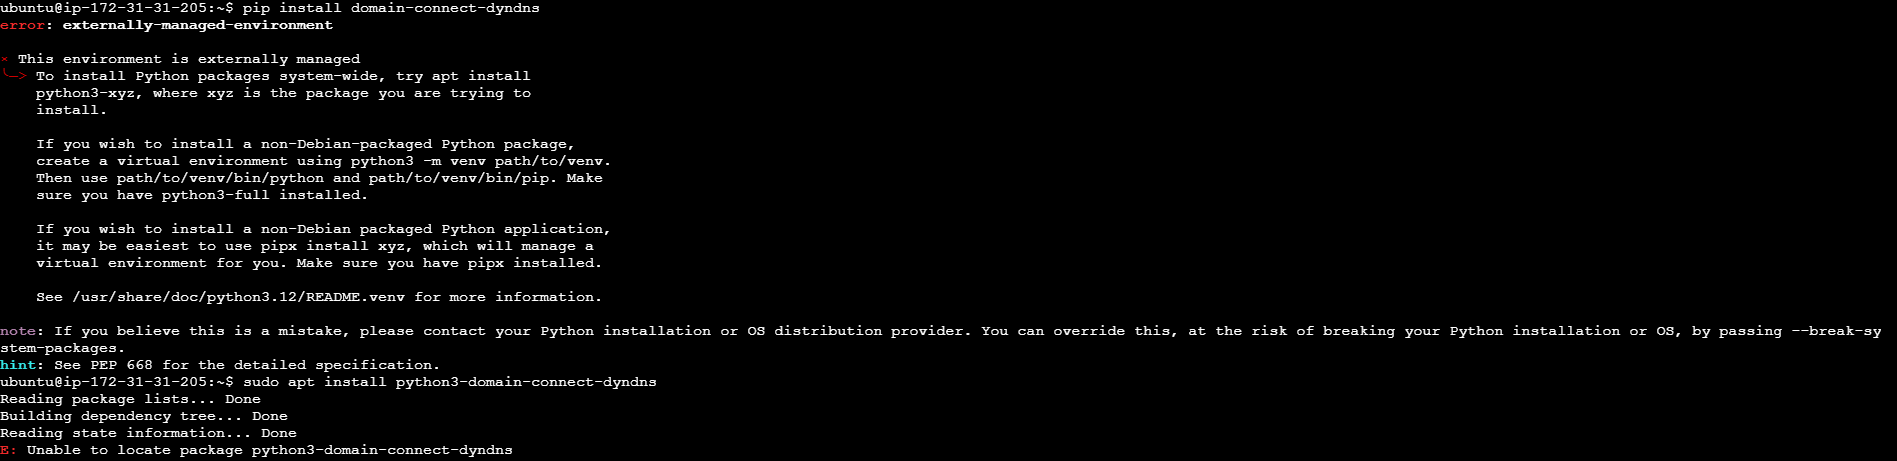 ubuntu@ip-172-31-31-205:~$ pip install domain-connect-dyndns
error: externally-managed-environment

× This environment is externally managed
╰─> To install Python packages system-wide, try apt install
    python3-xyz, where xyz is the package you are trying to
    install.

    If you wish to install a non-Debian-packaged Python package,
    create a virtual environment using python3 -m venv path/to/venv.
    Then use path/to/venv/bin/python and path/to/venv/bin/pip. Make
    sure you have python3-full installed.

    If you wish to install a non-Debian packaged Python application,
    it may be easiest to use pipx install xyz, which will manage a
    virtual environment for you. Make sure you have pipx installed.

    See /usr/share/doc/python3.12/README.venv for more information.

note: If you believe this is a mistake, please contact your Python installation or OS distribution provider. You can override this, at the risk of breaking your Python installation or OS, by passing --break-sy
stem-packages.
hint: See PEP 668 for the detailed specification.
ubuntu@ip-172-31-31-205:~$ sudo apt install python3-domain-connect-dyndns
Reading package lists... Done
Building dependency tree... Done
Reading state information... Done
E: Unable to locate package python3-domain-connect-dyndns